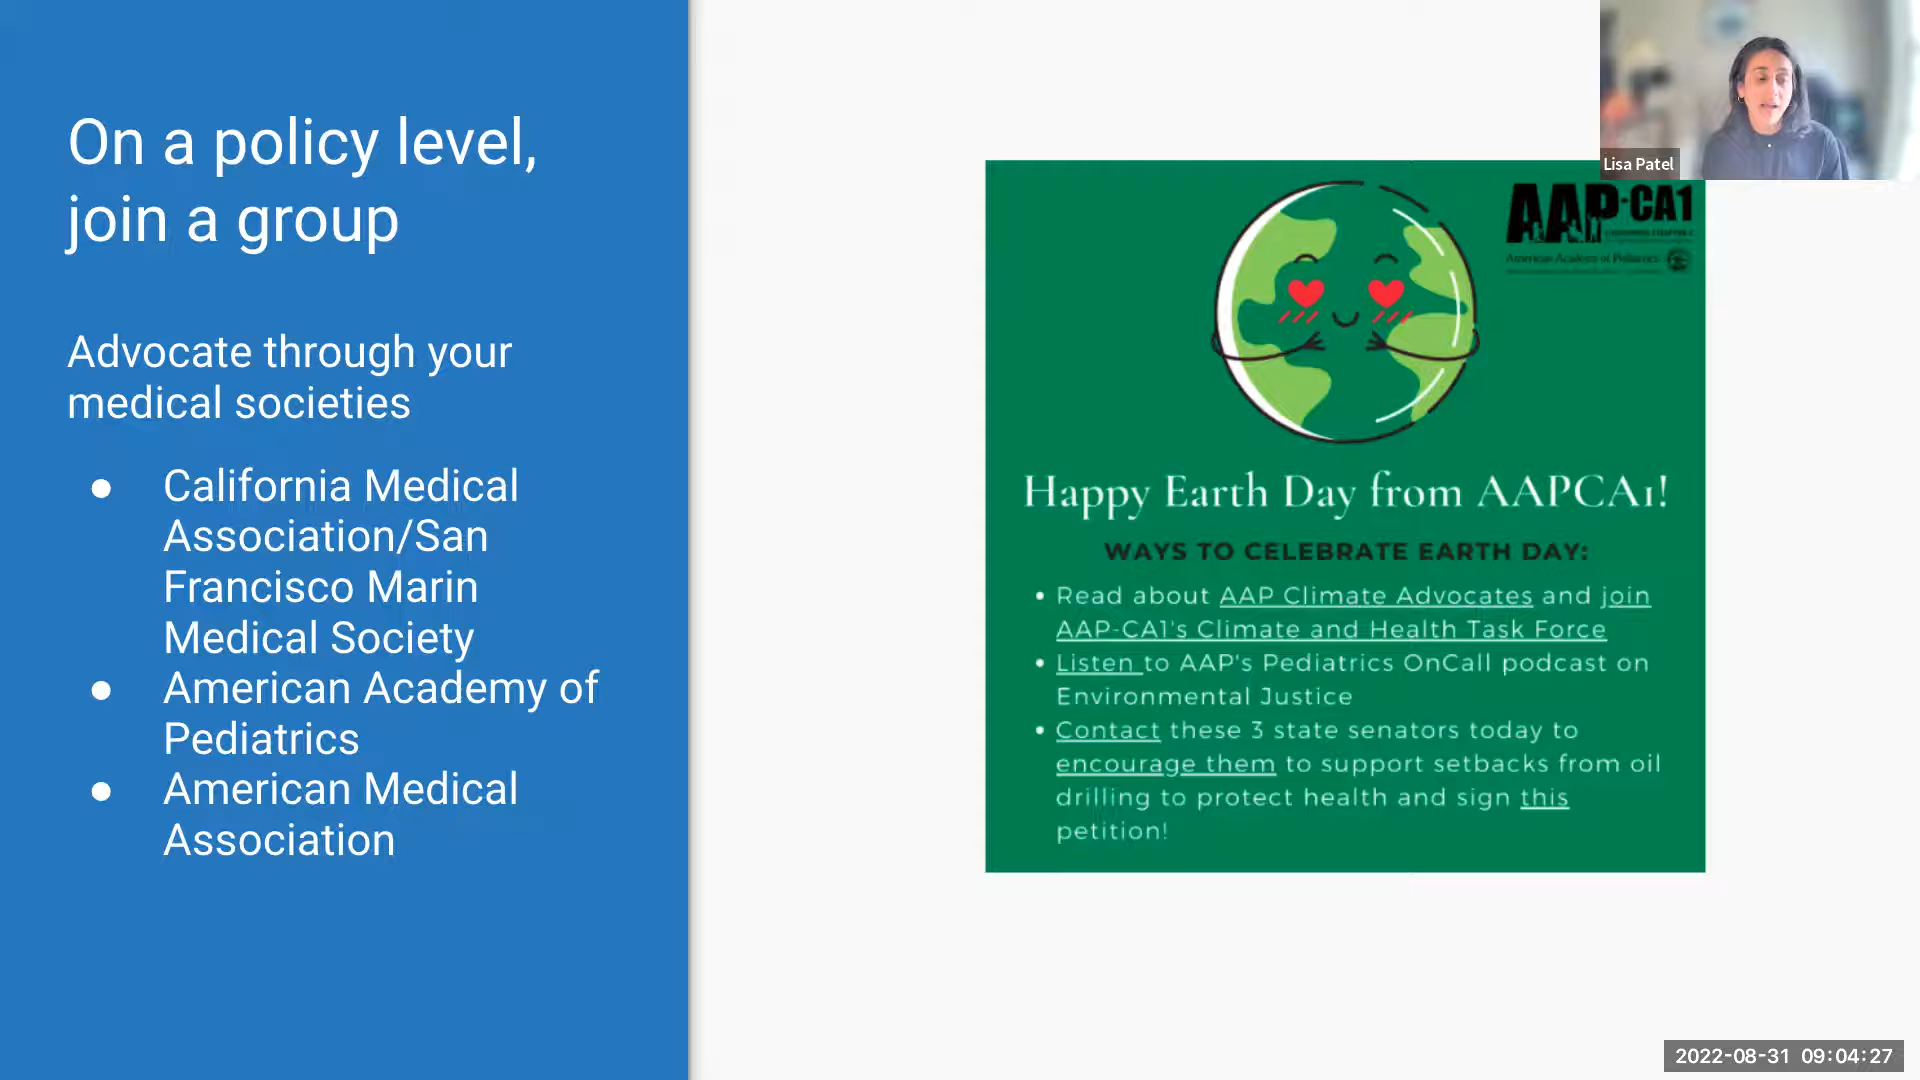 On a policy level,
join a group
Advocate through your
medical societies
● California Medical
Association/San
Francisco Marin
Medical Society
● American Academy of
Pediatrics
● American Medical
Association
Lisa Patel
AAP-CA1
American Academy of Pediatrics
Happy Earth Day from AAPCA1!
WAYS TO CELEBRATE EARTH DAY:
• Read about AAP Climate Advocates and join
AAP-CA1's Climate and Health Task Force
• Listen to AAP's Pediatrics OnCall podcast on
Environmental Justice
• Contact these 3 state senators today to
encourage them to support setbacks from oil
drilling to protect health and sign this
petition!
2022-08-31 09:04:27